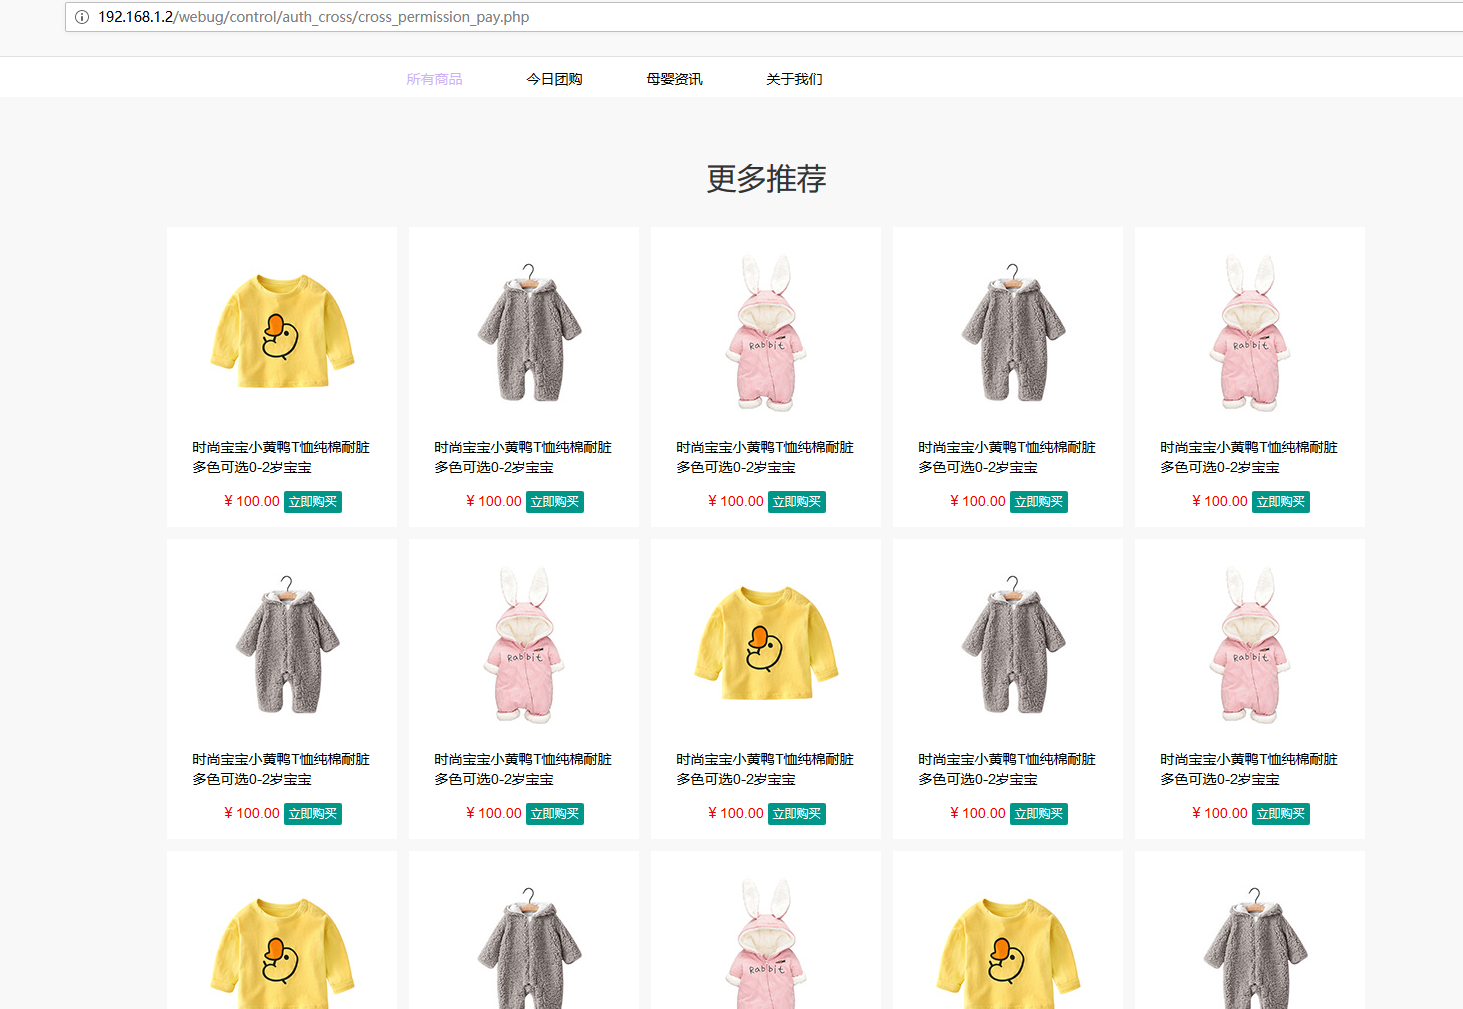 192.168.1.2/webug/control/auth_cross/cross_permission_pay.php
所有商品 今日团购 母婴资讯 关于我们
更多推荐
Rabbit Rabbit
时尚宝宝小黄鸭T恤纯棉耐脏 时尚宝宝小黄鸭T恤纯棉耐脏 时尚宝宝小黄鸭T恤纯棉耐脏 时尚宝宝小黄鸭T恤纯棉耐脏 时尚宝宝小黄鸭T恤纯棉耐脏
多色可选0-2岁宝宝 多色可选0-2岁宝宝 多色可选0-2岁宝宝 多色可选0-2岁宝宝 多色可选0-2岁宝宝
¥ 100.00 立即购买 ¥ 100.00 立即购买 ¥ 100.00 立即购买 ¥ 100.00 立即购买 ¥ 100.00 立即购买
Rabbit Rabbit
时尚宝宝小黄鸭T恤纯棉耐脏 时尚宝宝小黄鸭T恤纯棉耐脏 时尚宝宝小黄鸭T恤纯棉耐脏 时尚宝宝小黄鸭T恤纯棉耐脏 时尚宝宝小黄鸭T恤纯棉耐脏
多色可选0-2岁宝宝 多色可选0-2岁宝宝 多色可选0-2岁宝宝 多色可选0-2岁宝宝 多色可选0-2岁宝宝
¥ 100.00 立即购买 ¥ 100.00 立即购买 ¥ 100.00 立即购买 ¥ 100.00 立即购买 ¥ 100.00 立即购买
Rabbit